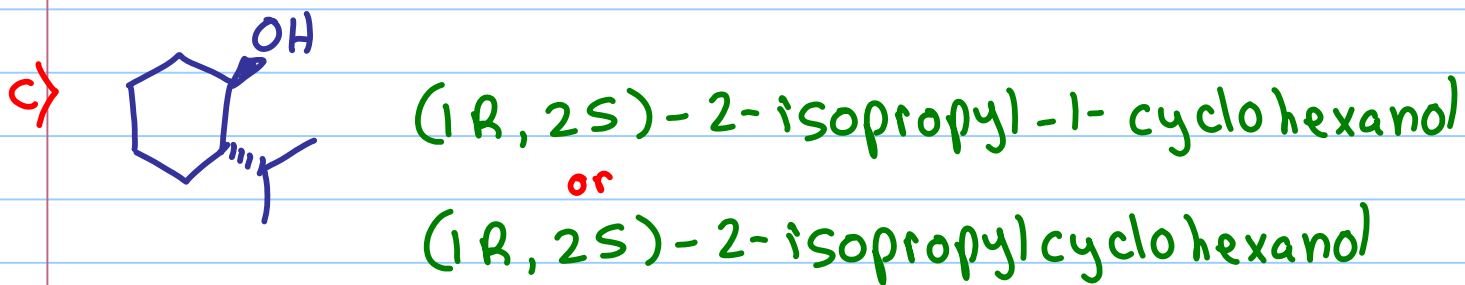 OH
c)
(1R, 2S)-2-isopropyl-1-cyclohexanol
or
(1R, 2S)-2-isopropylcyclohexanol